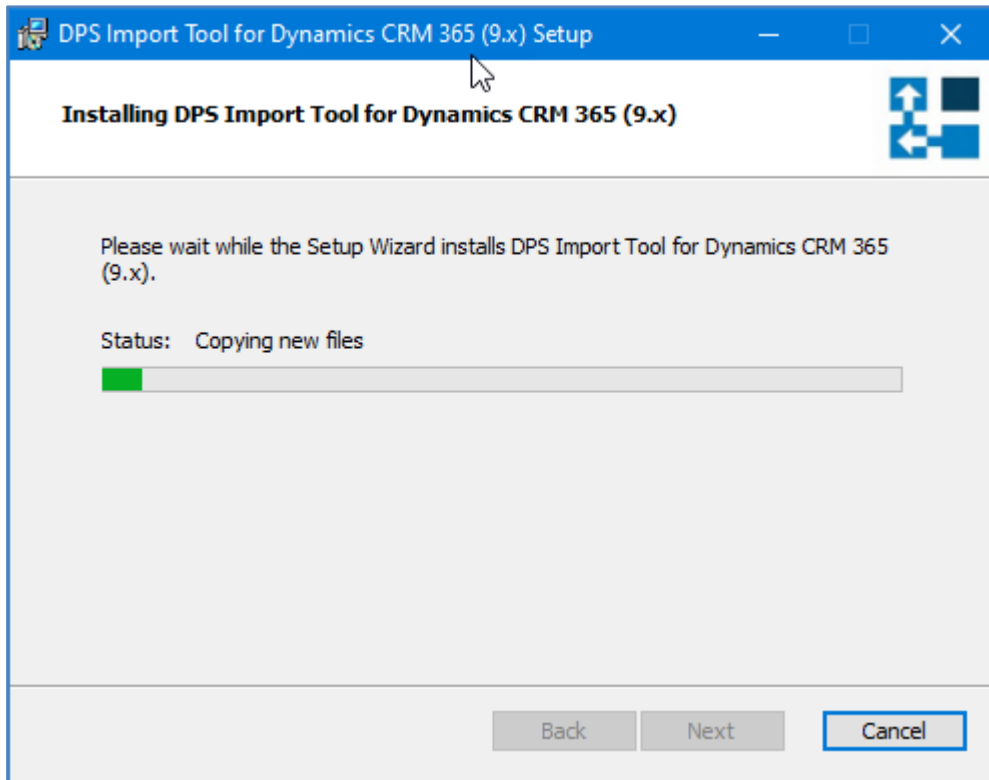 DPS Import Tool for Dynamics CRM 365 (9.x) Setup
Installing DPS Import Tool for Dynamics CRM 365 (9.x)
Please wait while the Setup Wizard installs DPS Import Tool for Dynamics CRM 365
(9.x).
Status: Copying new files
Back Next Cancel